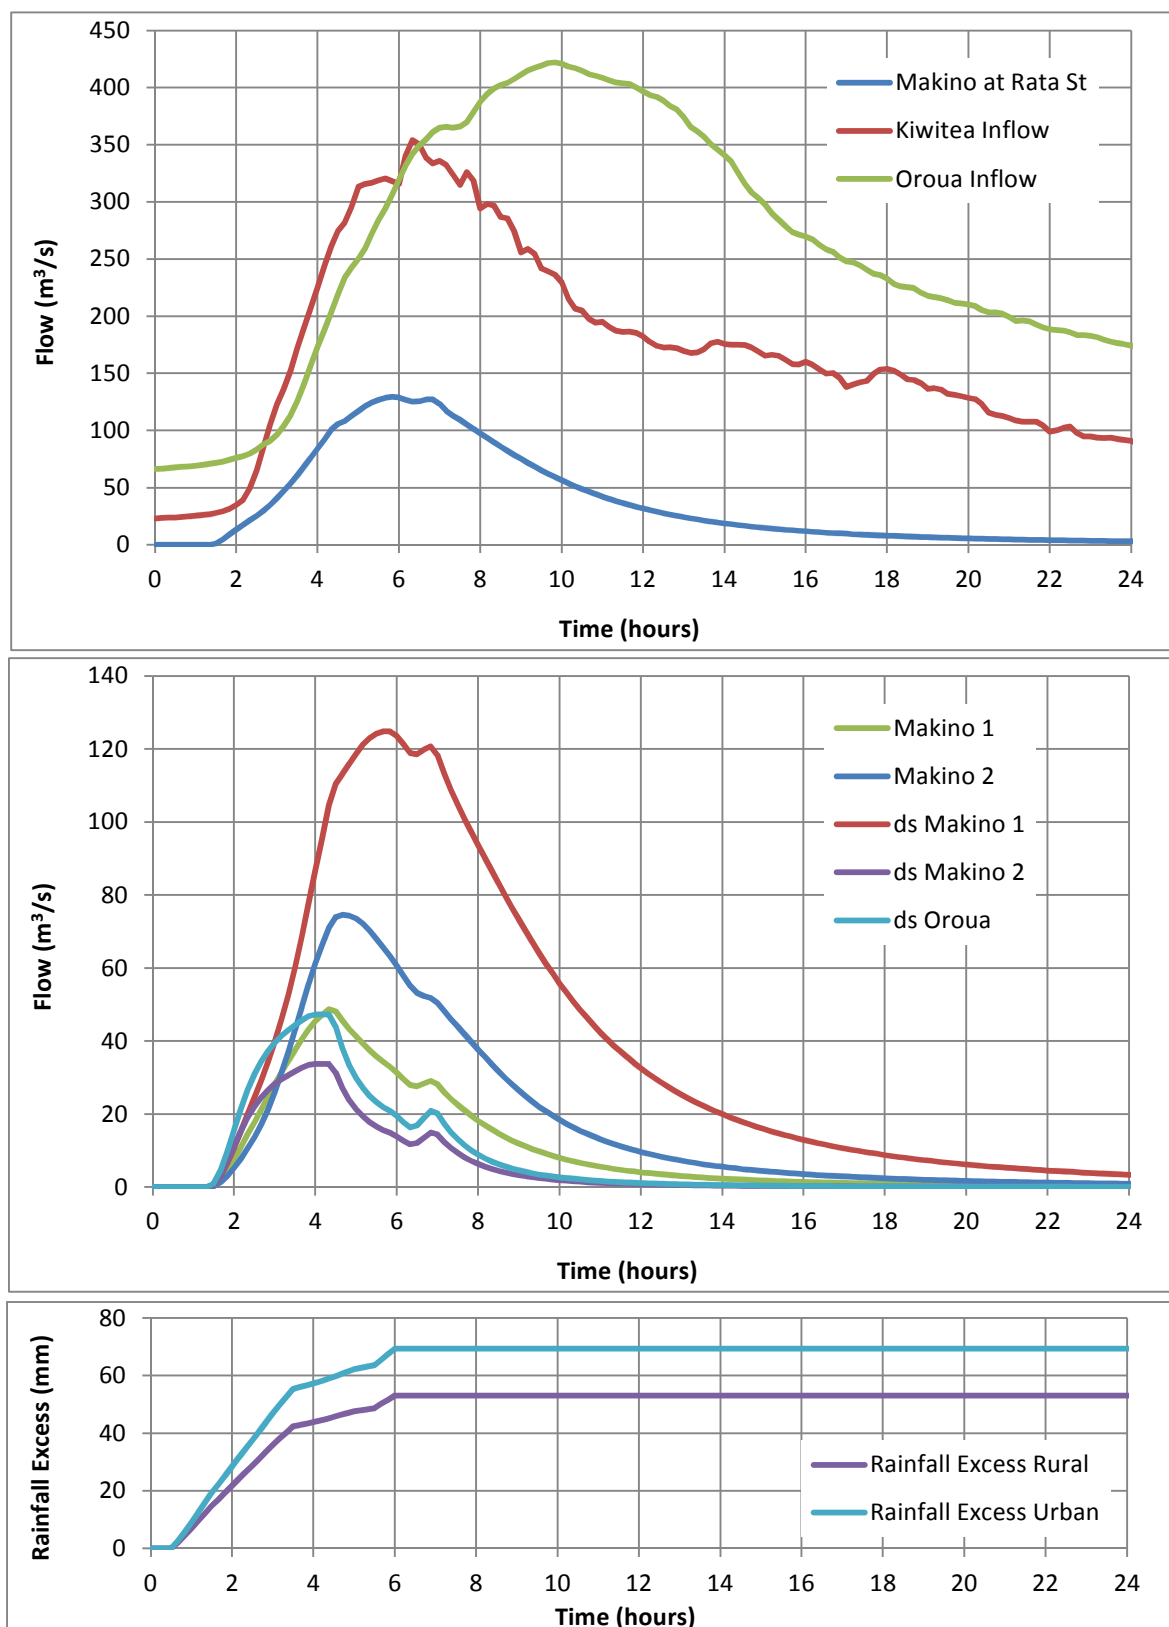 450
400
350
300
250
200
150
100
50
0
Flow (m³/s)
Makino at Rata St
Kiwitea Inflow
Oroua Inflow
0 2 4 6 8 10 12 14 16 18 20 22 24
Time (hours)
140
120
100
80
60
40
20
0
Flow (m³/s)
Makino 1
Makino 2
ds Makino 1
ds Makino 2
ds Oroua
0 2 4 6 8 10 12 14 16 18 20 22 24
Time (hours)
80
60
40
20
0
Rainfall Excess (mm)
Rainfall Excess Rural
Rainfall Excess Urban
0 2 4 6 8 10 12 14 16 18 20 22 24
Time (hours)